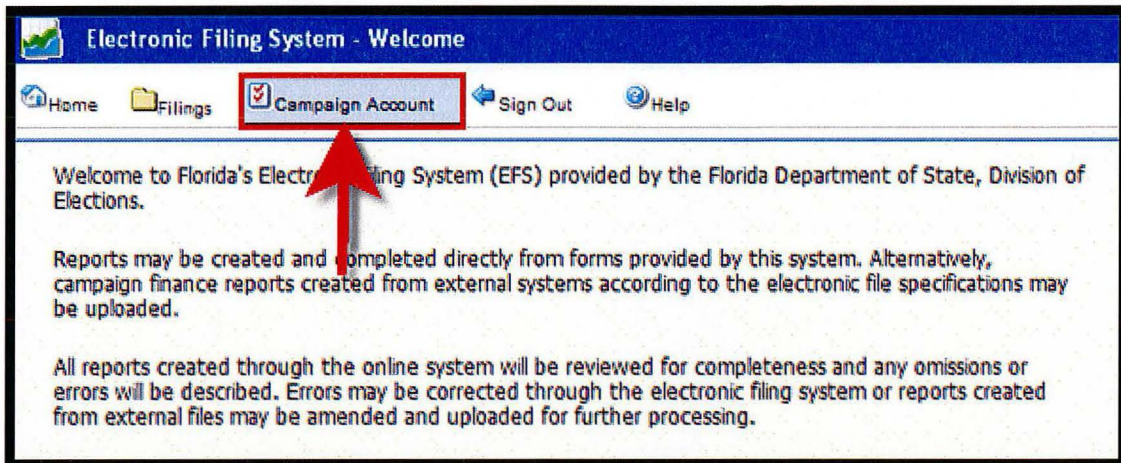 Electronic Filing System - Welcome
Home Filings Campaign Account Sign Out Help
Welcome to Florida's Electr ing System (EFS) provided by the Florida Department of State, Division of
Elections.
Reports may be created and completed directly from forms provided by this system. Alternatively,
campaign finance reports created from external systems according to the electronic file specifications may
be uploaded.
All reports created through the online system will be reviewed for completeness and any omissions or
errors will be described. Errors may be corrected through the electronic filing system or reports created
from external files may be amended and uploaded for further processing.